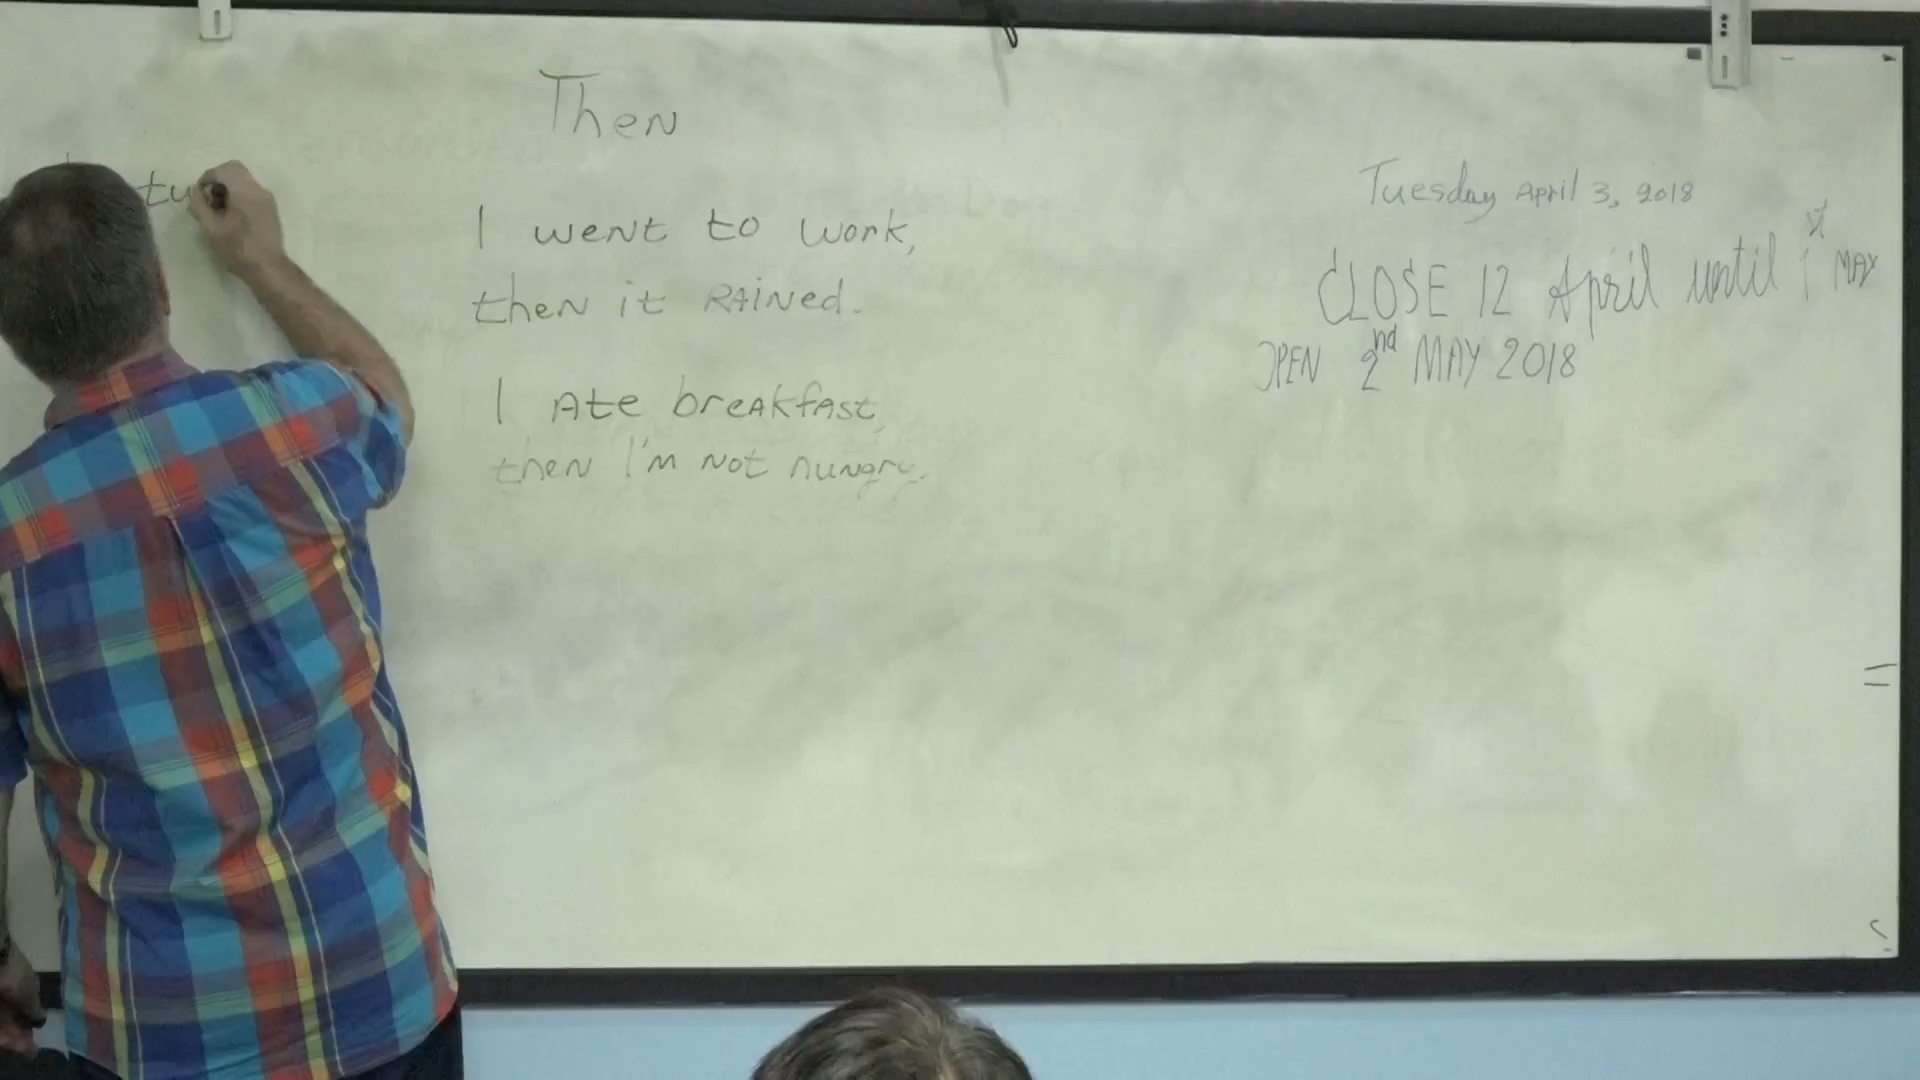 Then
tu
I went to work,
then it RAINed.
I Ate breakfast,
then I'm not hungry.
Tuesday April 3, 2018
CLOSE 12 April until 1st MAY
OPEN 2nd MAY 2018